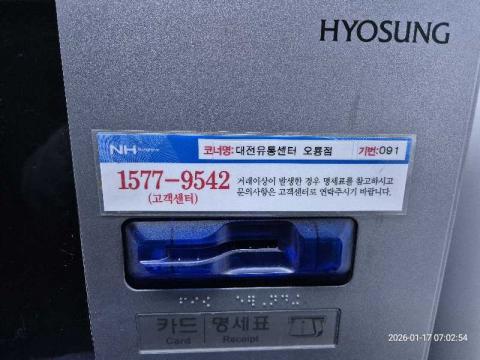 HYOSUNG
NH
코너명:대전유통센터 오룡점
기번:091
1577-9542
(고객센터)
거래이상이 발생한 경우 명세표를 참고하시고
문의사항은 고객센터로 연락주시기 바랍니다.
카드
Card
명세표
Receipt
2026-01-17 07:02:54